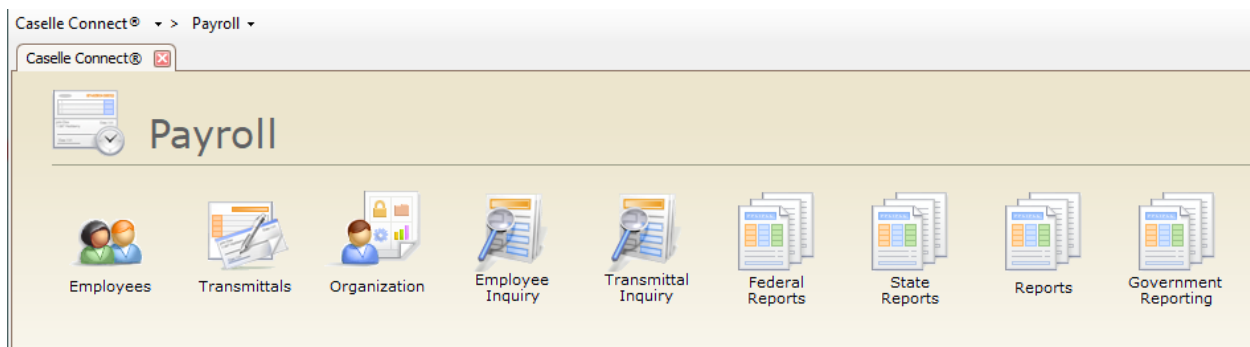 Caselle Connect® > Payroll
Caselle Connect®
Payroll
Employees
Transmittals
Organization
Employee
Inquiry
Transmittal
Inquiry
Federal
Reports
State
Reports
Reports
Government
Reporting